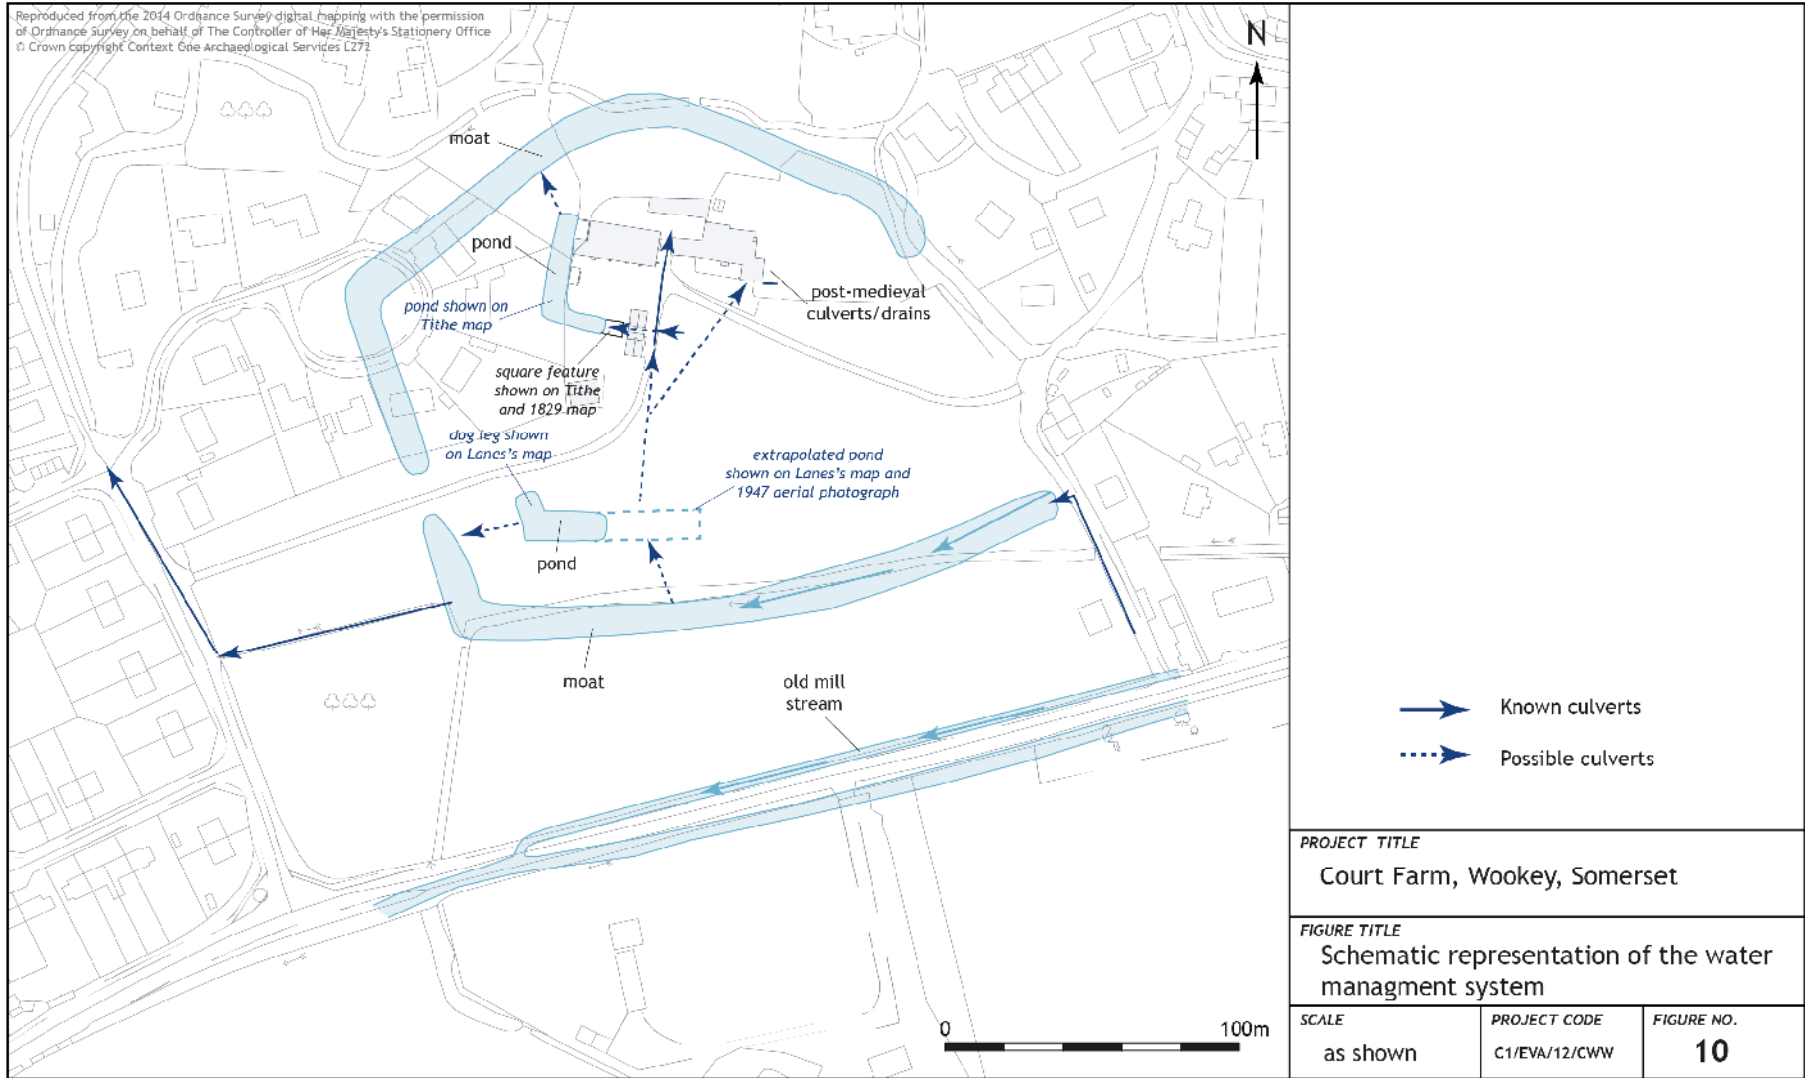 Reproduced from the 2014 Ordnance Survey digital mapping with the permission
of Ordnance Survey on behalf of The Controller of Her Majesty's Stationery Office
© Crown copyright Context One Archaeological Services L272
N
moat
pond
pond shown on
Tithe map
post-medieval
culverts/drains
square feature
shown on Tithe
and 1829 map
dog leg shown
on Lanes's map
extrapolated pond
shown on Lanes's map and
1947 aerial photograph
pond
moat
old mill
stream
Known culverts
Possible culverts
0 100m
PROJECT TITLE
Court Farm, Wookey, Somerset
FIGURE TITLE
Schematic representation of the water
managment system
SCALE
as shown
PROJECT CODE
C1/EVA/12/CWW
FIGURE NO.
10